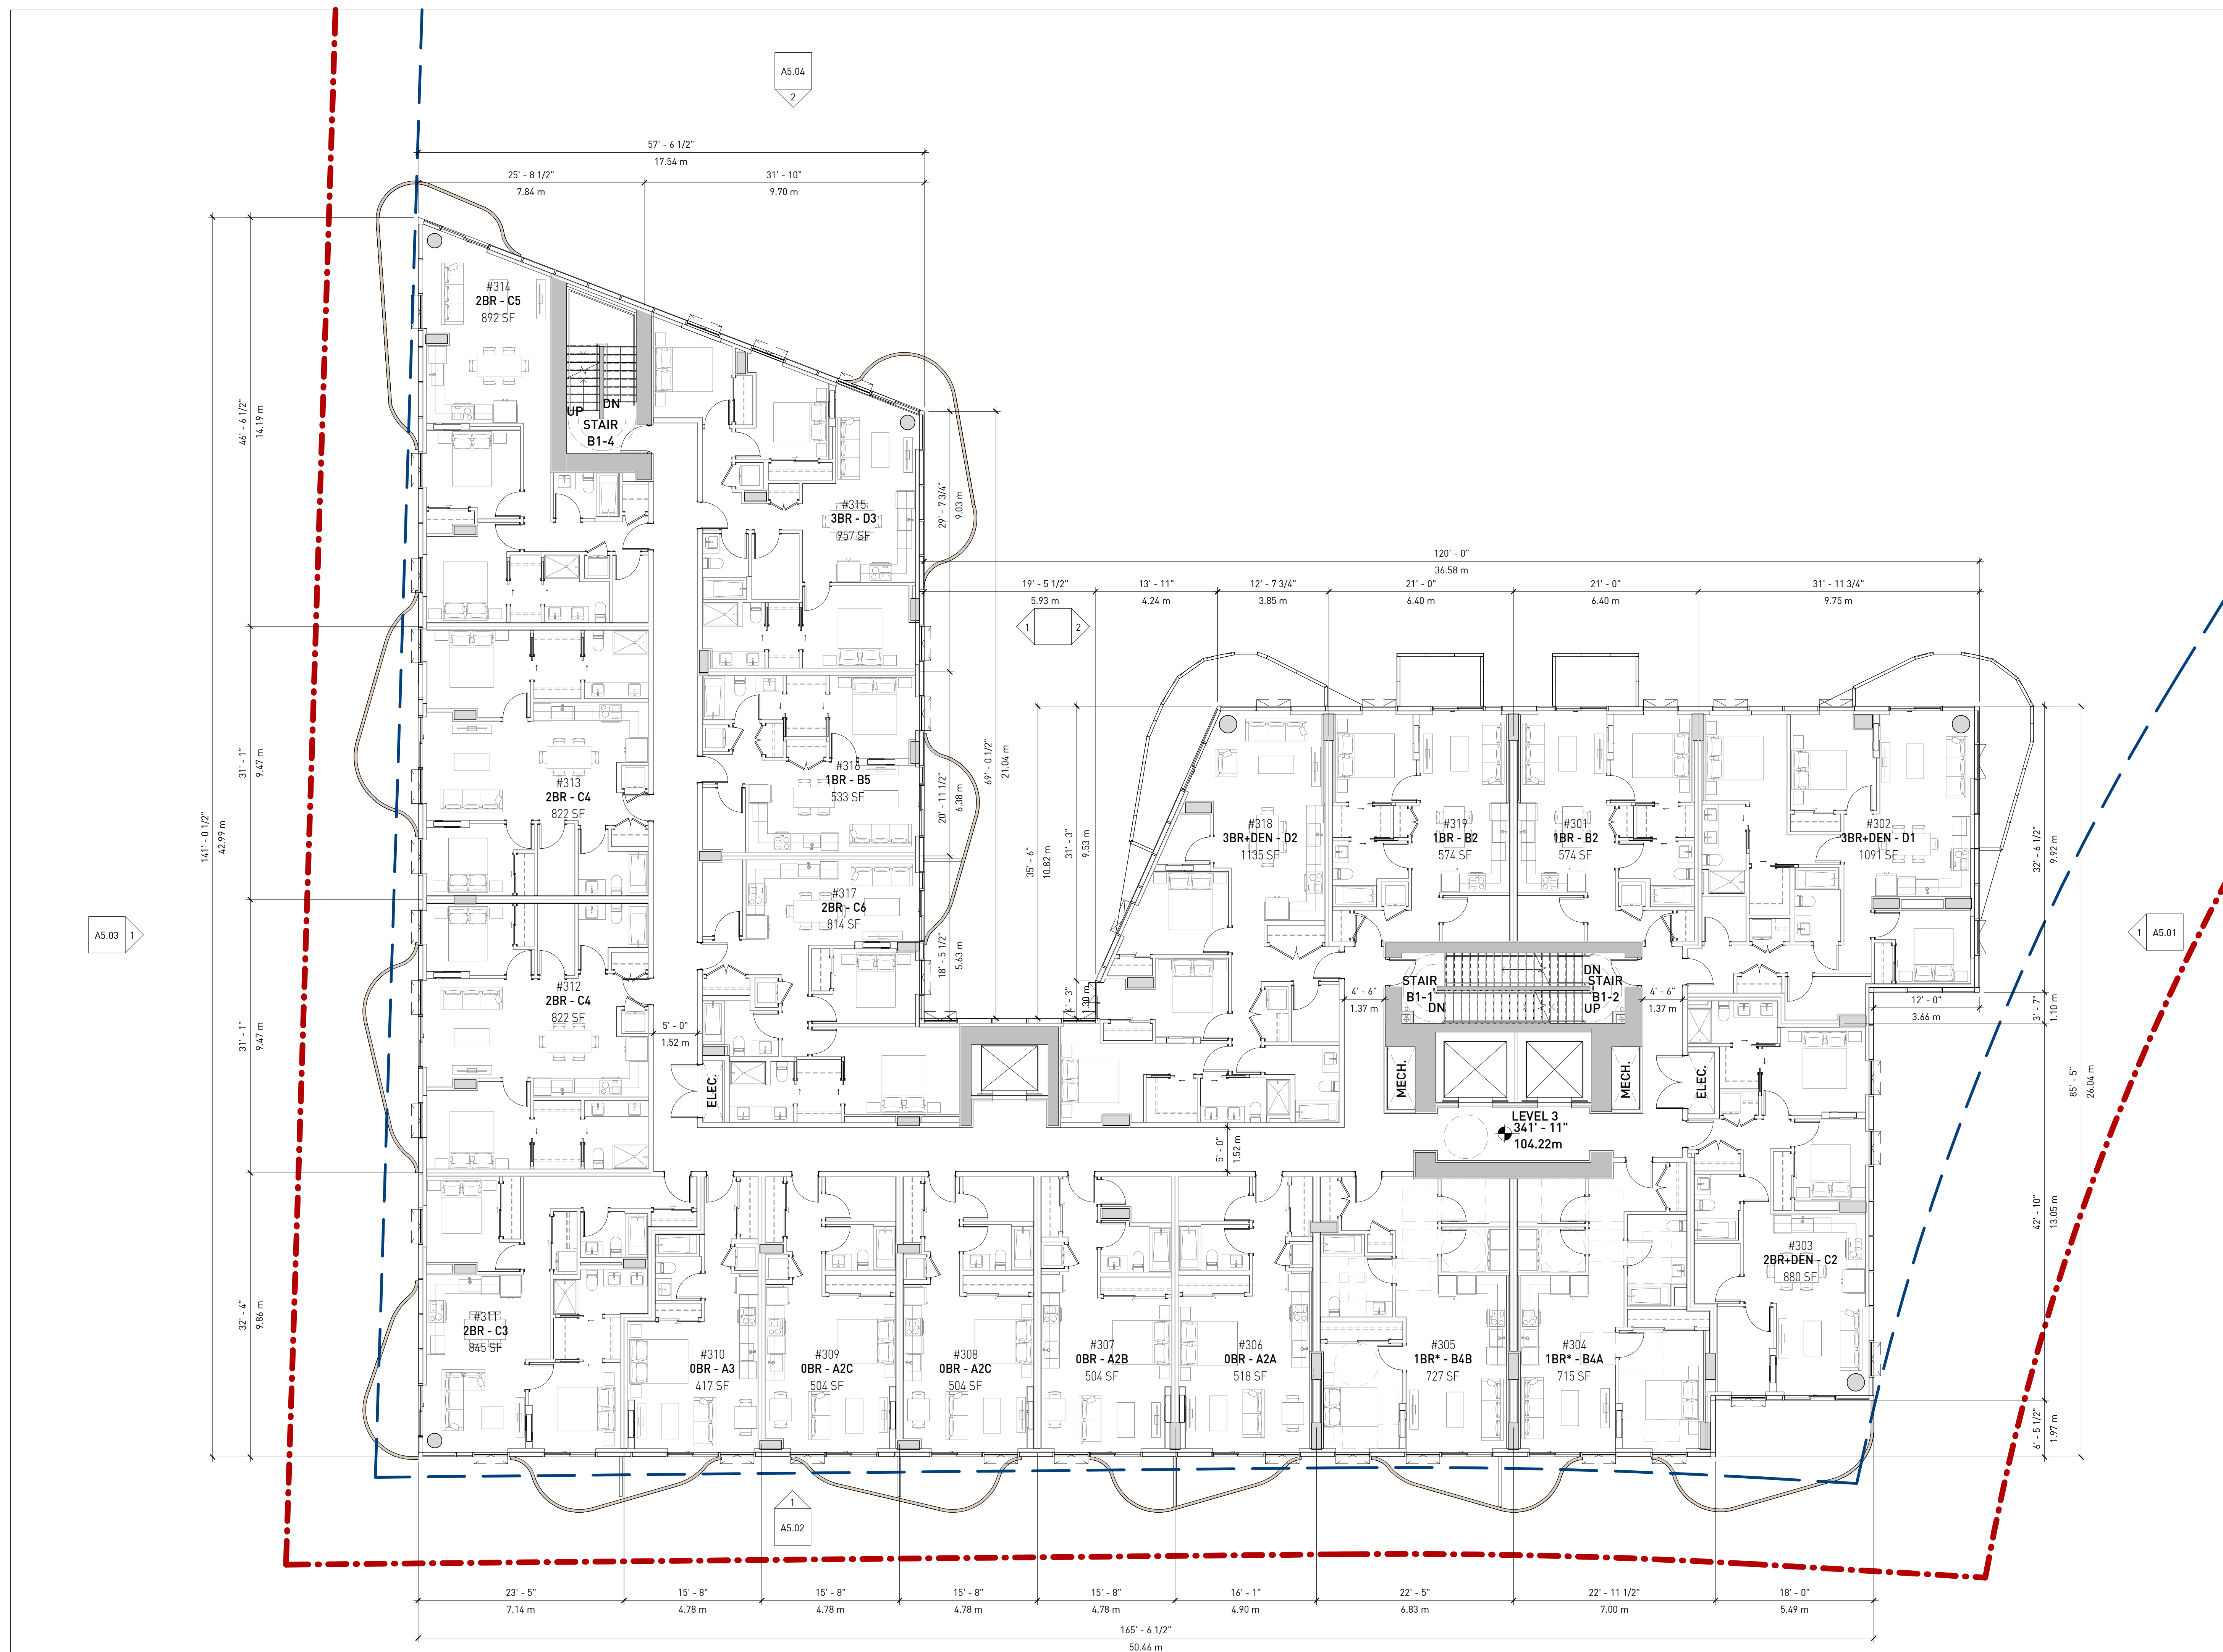 A5.04
2
57' - 6 1/2"
17.54 m
25' - 8 1/2"
7.84 m
31' - 10"
9.70 m
#314
2BR - C5
892 SF
UP
DN
STAIR
B1-4
46' - 6 1/2"
14.19 m
#315
3BR - D3
957 SF
29' - 7 3/4"
9.03 m
120' - 0"
36.58 m
19' - 5 1/2"
5.93 m
13' - 11"
4.24 m
12' - 7 3/4"
3.85 m
21' - 0"
6.40 m
21' - 0"
6.40 m
31' - 11 3/4"
9.75 m
1
2
141' - 0 1/2"
42.99 m
31' - 1"
9.47 m
#313
2BR - C4
822 SF
#316
1BR - B5
533 SF
20' - 11 1/2"
6.38 m
69' - 0 1/2"
21.04 m
35' - 6"
10.82 m
31' - 3"
9.53 m
#318
3BR+DEN - D2
1135 SF
#319
1BR - B2
574 SF
#301
1BR - B2
574 SF
#302
3BR+DEN - D1
1091 SF
32' - 6 1/2"
9.92 m
#317
2BR - C6
814 SF
18' - 5 1/2"
5.63 m
4' - 3"
1.30 m
A5.03
1
1
A5.01
#312
2BR - C4
822 SF
31' - 1"
9.47 m
5' - 0"
1.52 m
ELEC.
4' - 6"
1.37 m
STAIR
B1-1
DN
DN
STAIR
B1-2
UP
4' - 6"
1.37 m
12' - 0"
3.66 m
3' - 7"
1.10 m
MECH.
MECH.
ELEC.
85' - 5"
26.04 m
LEVEL 3
341' - 11"
104.22m
5' - 0"
1.52 m
42' - 10"
13.05 m
#303
2BR+DEN - C2
880 SF
32' - 4"
9.86 m
#311
2BR - C3
845 SF
#310
0BR - A3
417 SF
#309
0BR - A2C
504 SF
#308
0BR - A2C
504 SF
#307
0BR - A2B
504 SF
#306
0BR - A2A
518 SF
#305
1BR* - B4B
727 SF
#304
1BR* - B4A
715 SF
6' - 5 1/2"
1.97 m
1
A5.02
23' - 5"
7.14 m
15' - 8"
4.78 m
15' - 8"
4.78 m
15' - 8"
4.78 m
15' - 8"
4.78 m
16' - 1"
4.90 m
22' - 5"
6.83 m
22' - 11 1/2"
7.00 m
18' - 0"
5.49 m
165' - 6 1/2"
50.46 m